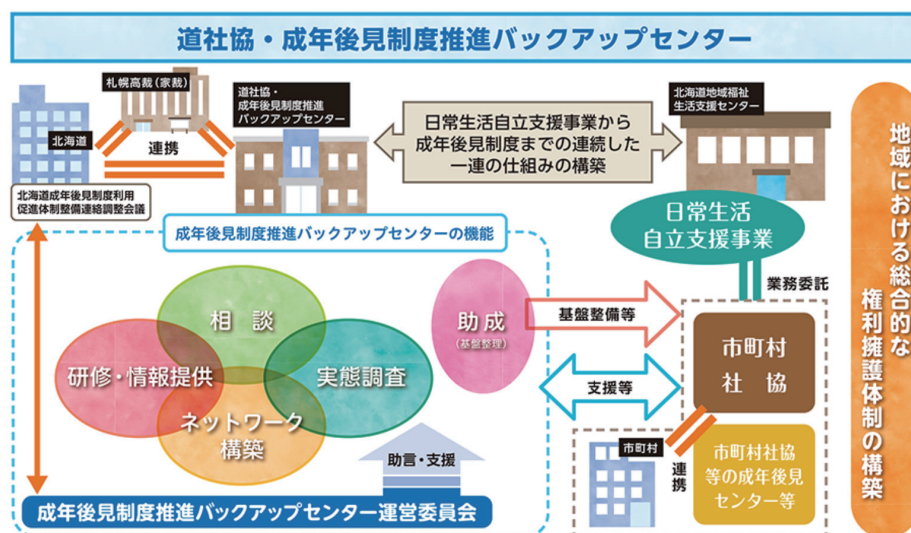 道社協・成年後見制度推進バックアップセンター
札幌高裁（家裁）
北海道
連携
道社協・
成年後見制度推進
バックアップセンター
日常生活自立支援事業から
成年後見制度までの連続した
一連の仕組みの構築
北海道地域福祉
生活支援センター
北海道成年後見制度利用
促進体制整備連絡調整会議
成年後見制度推進バックアップセンターの機能
相談
研修・情報提供
実態調査
ネットワーク
構築
助成
（基盤整理）
助言・支援
成年後見制度推進バックアップセンター運営委員会
基盤整備等
支援等
日常生活
自立支援事業
業務委託
市町村
社協
市町村
連携
市町村社協
等の成年後見
センター等
地域における総合的な
権利擁護体制の構築